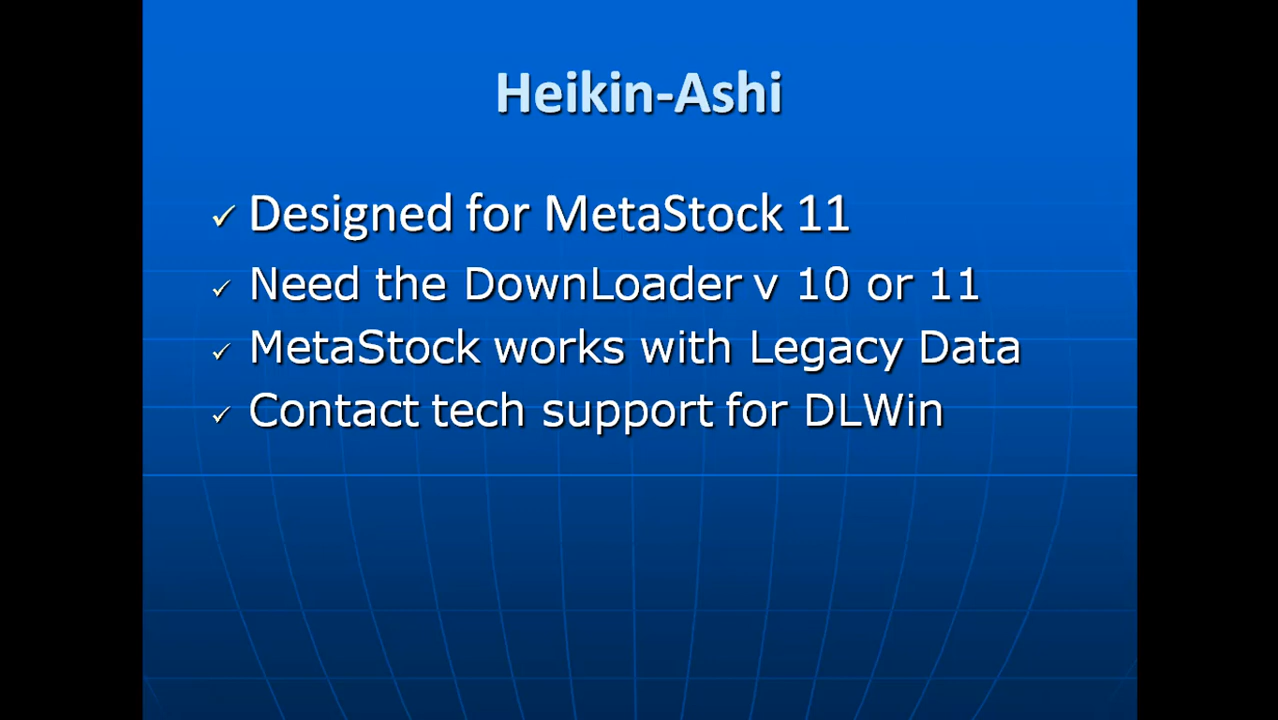 Heikin-Ashi
✓ Designed for MetaStock 11
✓ Need the DownLoader v 10 or 11
✓ MetaStock works with Legacy Data
✓ Contact tech support for DLWin